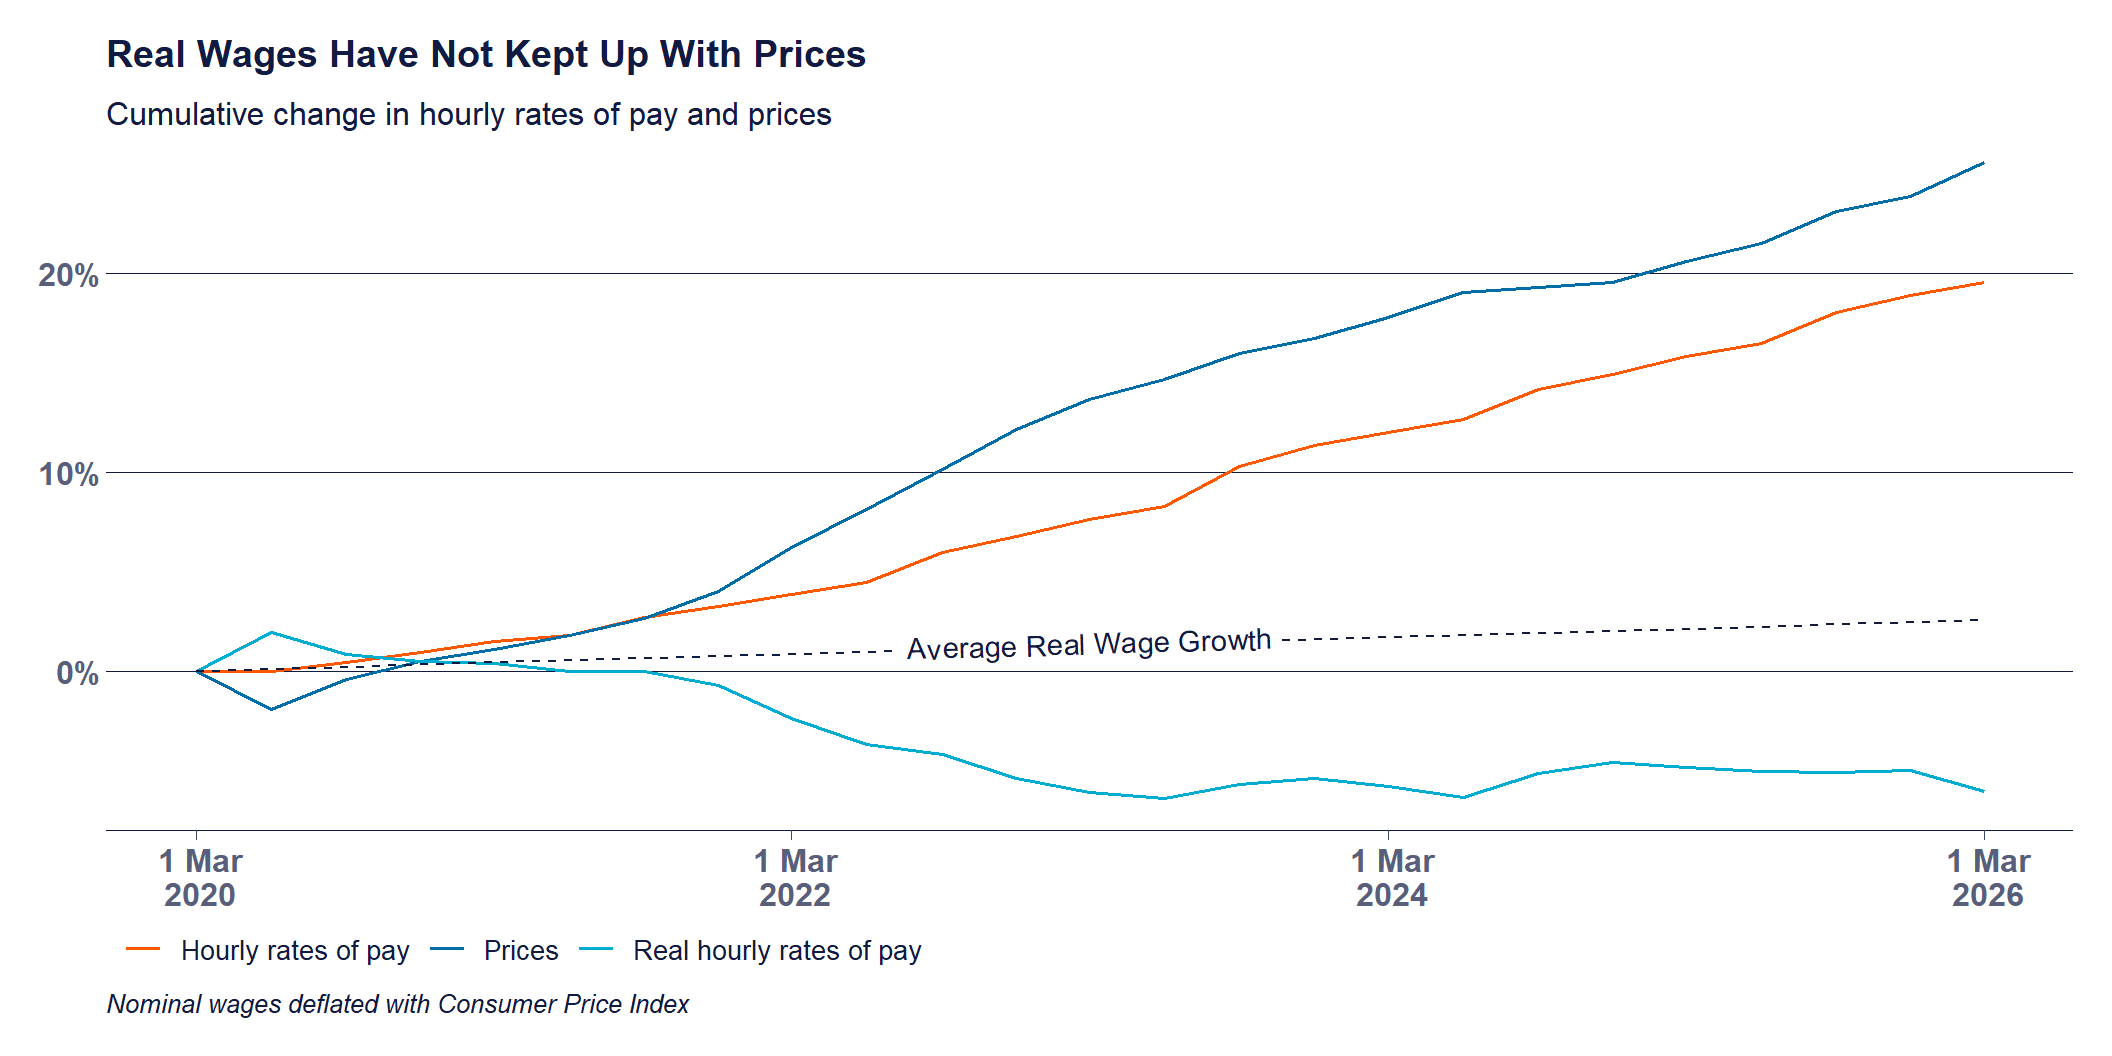 Real Wages Have Not Kept Up With Prices
Cumulative change in hourly rates of pay and prices
20%
10%
0%
Average Real Wage Growth
1 Mar
2020
1 Mar
2022
1 Mar
2024
1 Mar
2026
Hourly rates of pay
Prices
Real hourly rates of pay
Nominal wages deflated with Consumer Price Index